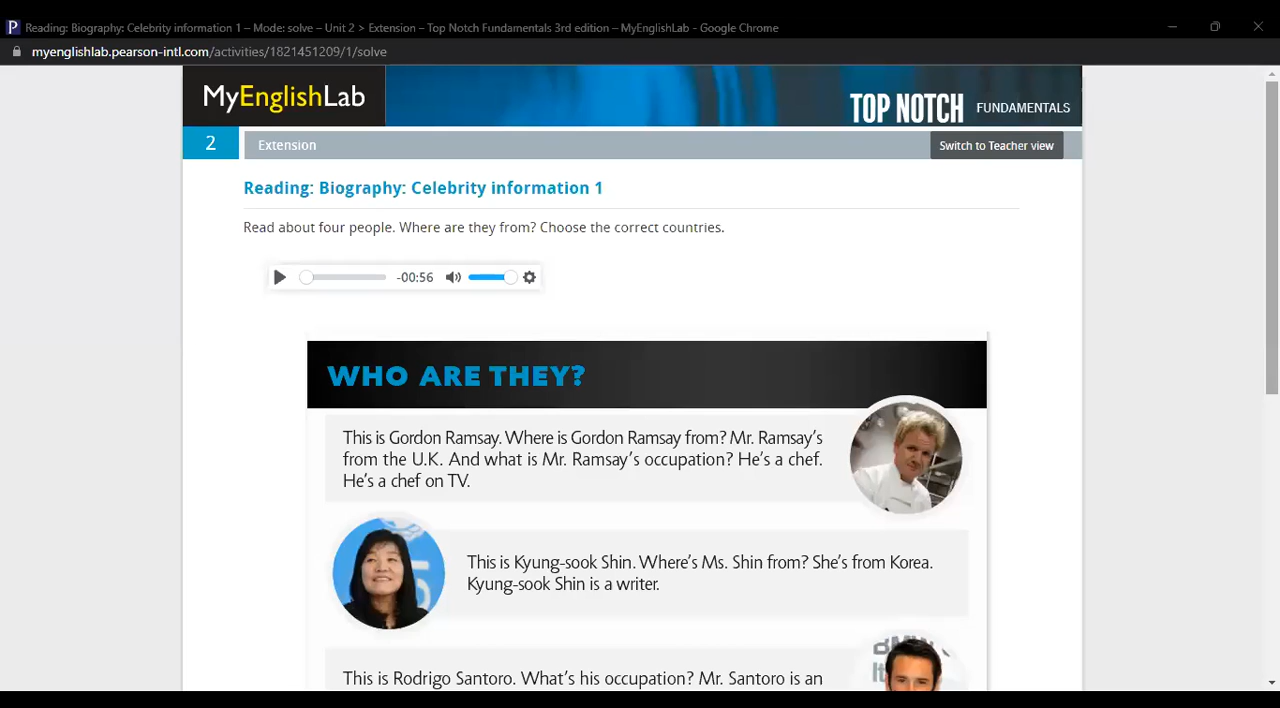 Reading: Biography: Celebrity information 1 – Mode: solve – Unit 2 > Extension – Top Notch Fundamentals 3rd edition – MyEnglishLab - Google Chrome
myenglishlab.pearson-intl.com/activities/1821451209/1/solve
MyEnglishLab
TOP NOTCH FUNDAMENTALS
2 Extension Switch to Teacher view
Reading: Biography: Celebrity information 1
Read about four people. Where are they from? Choose the correct countries.
-00:56
WHO ARE THEY?
This is Gordon Ramsay. Where is Gordon Ramsay from? Mr. Ramsay's
from the U.K. And what is Mr. Ramsay's occupation? He's a chef.
He's a chef on TV.
This is Kyung-sook Shin. Where's Ms. Shin from? She's from Korea.
Kyung-sook Shin is a writer.
This is Rodrigo Santoro. What's his occupation? Mr. Santoro is an